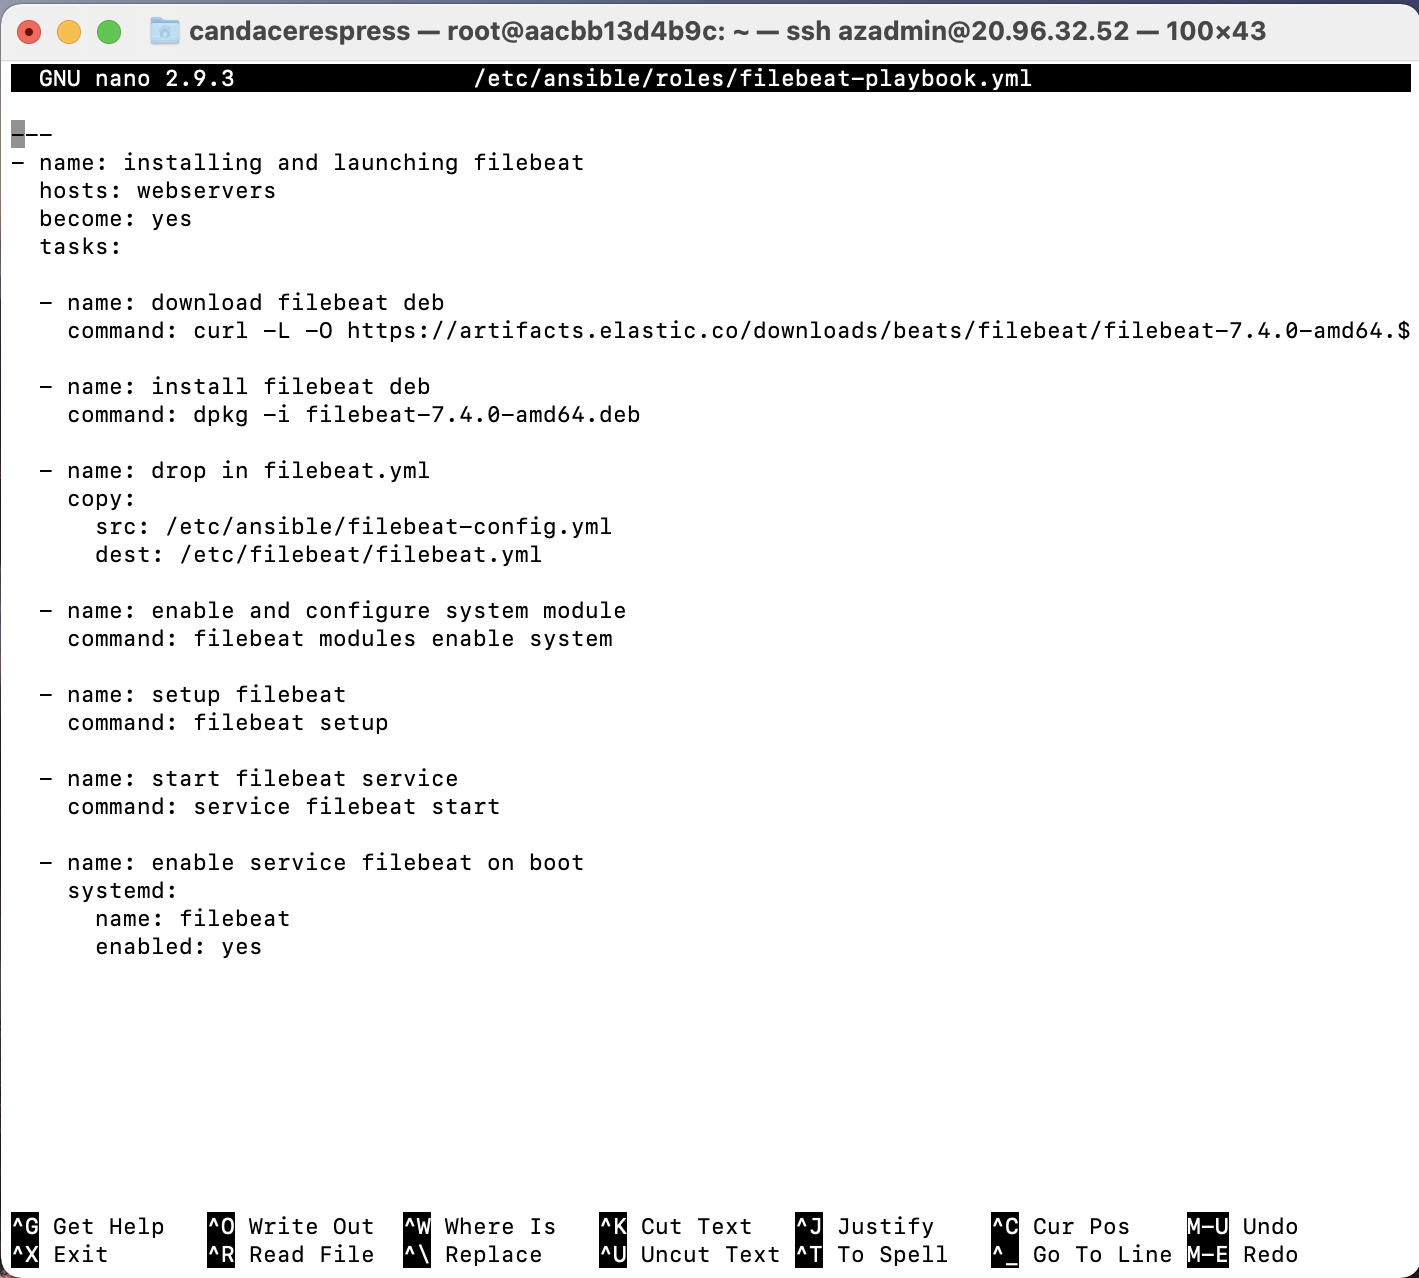 candacerespress — root@aacbb13d4b9c: ~ — ssh azadmin@20.96.32.52 — 100×43
GNU nano 2.9.3 /etc/ansible/roles/filebeat-playbook.yml
---
- name: installing and launching filebeat
  hosts: webservers
  become: yes
  tasks:
  - name: download filebeat deb
    command: curl -L -O https://artifacts.elastic.co/downloads/beats/filebeat/filebeat-7.4.0-amd64.$
  - name: install filebeat deb
    command: dpkg -i filebeat-7.4.0-amd64.deb
  - name: drop in filebeat.yml
    copy:
      src: /etc/ansible/filebeat-config.yml
      dest: /etc/filebeat/filebeat.yml
  - name: enable and configure system module
    command: filebeat modules enable system
  - name: setup filebeat
    command: filebeat setup
  - name: start filebeat service
    command: service filebeat start
  - name: enable service filebeat on boot
    systemd:
      name: filebeat
      enabled: yes
^G Get Help ^O Write Out ^W Where Is ^K Cut Text ^J Justify ^C Cur Pos M-U Undo
^X Exit ^R Read File ^\ Replace ^U Uncut Text ^T To Spell ^_ Go To Line M-E Redo